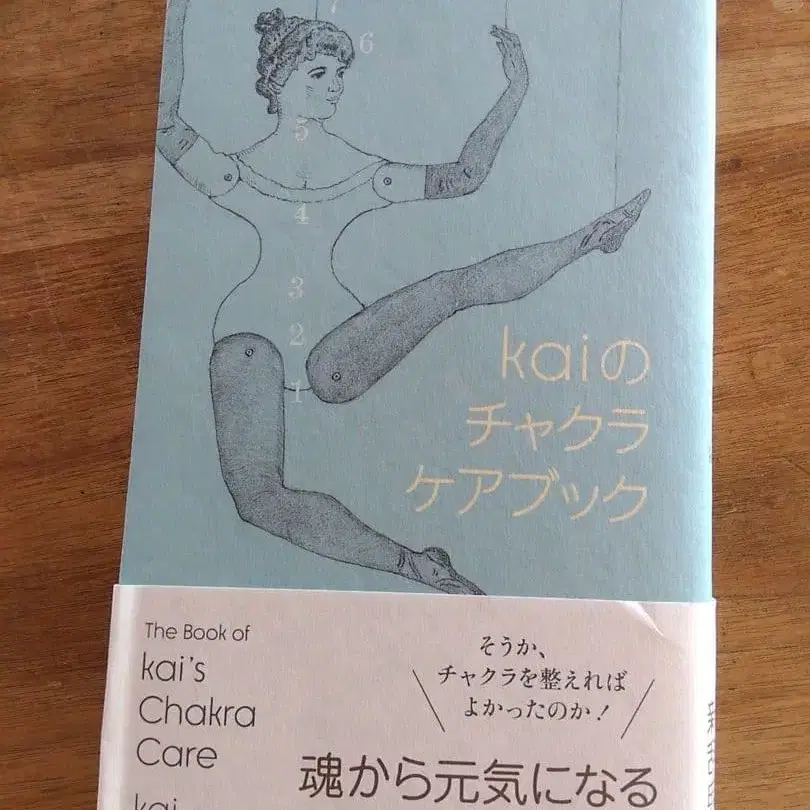 7
6
5
4
3
2
1
kaiの
チャクラ
ケアブック
The Book of
kai's
Chakra
Care
kai
そうか、
チャクラを整えれば
よかったのか！
魂から元気になる